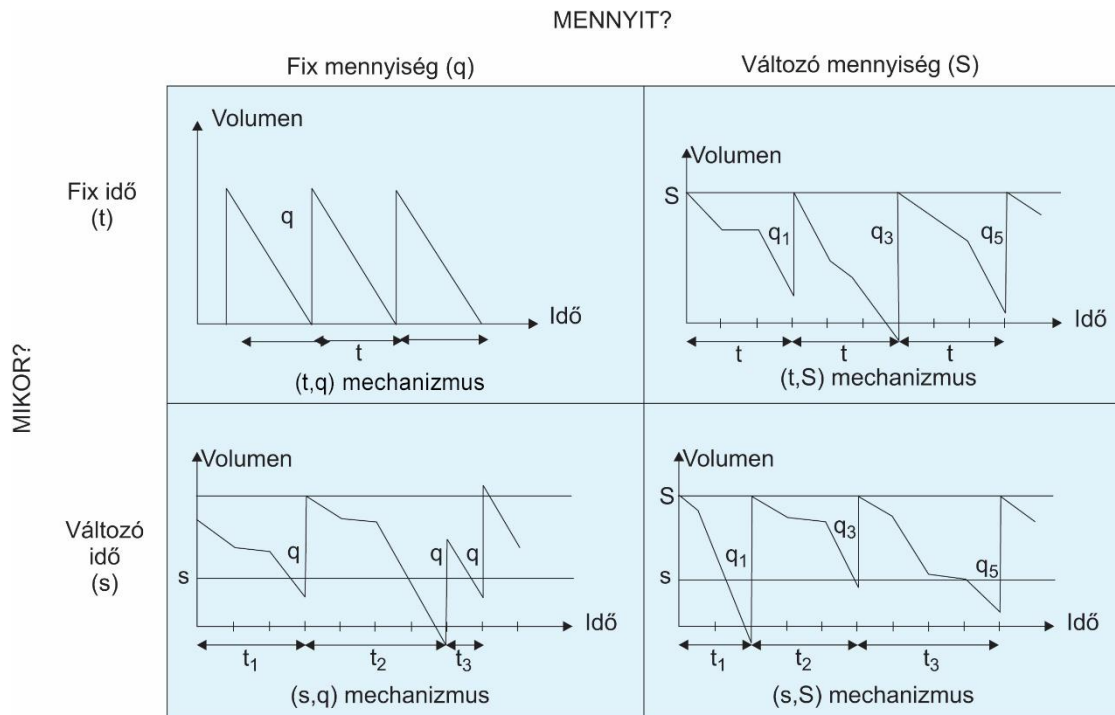 MENNYIT?
Fix mennyiség (q)
Változó mennyiség (S)
MIKOR?
Fix idő
(t)
Volumen
q
Idő
t
(t,q) mechanizmus
Volumen
S
q1
q3
q5
Idő
t
t
t
(t,S) mechanizmus
Változó
idő
(s)
Volumen
s
q
q
q
Idő
t1
t2
t3
(s,q) mechanizmus
Volumen
S
s
q1
q3
q5
Idő
t1
t2
t3
(s,S) mechanizmus